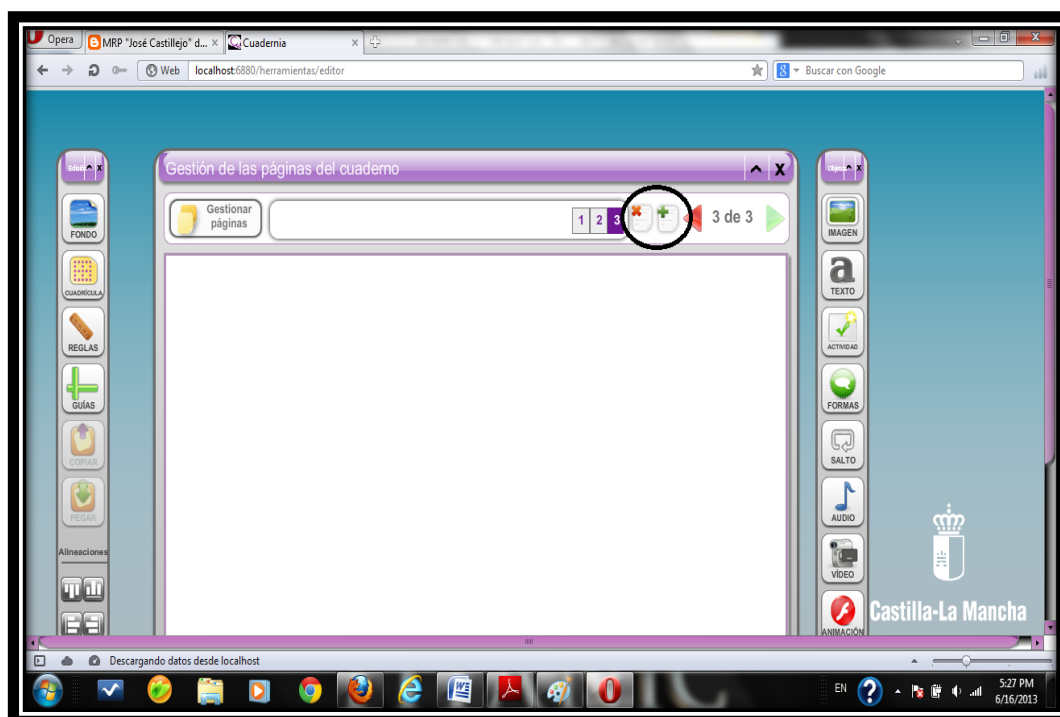 Opera
MRP "José Castillejo" d...
Cuadernia
Web
localhost:6880/herramientas/editor
Buscar con Google
Gestión de las páginas del cuaderno
Gestionar
páginas
1 2 3
3 de 3
FONDO
CUADRÍCULA
REGLAS
GUÍAS
COPIAR
PEGAR
Alineaciones
IMAGEN
TEXTO
ACTIVIDAD
FORMAS
SALTO
AUDIO
VÍDEO
ANIMACIÓN
Castilla-La Mancha
Descargando datos desde localhost
EN
5:27 PM
6/16/2013